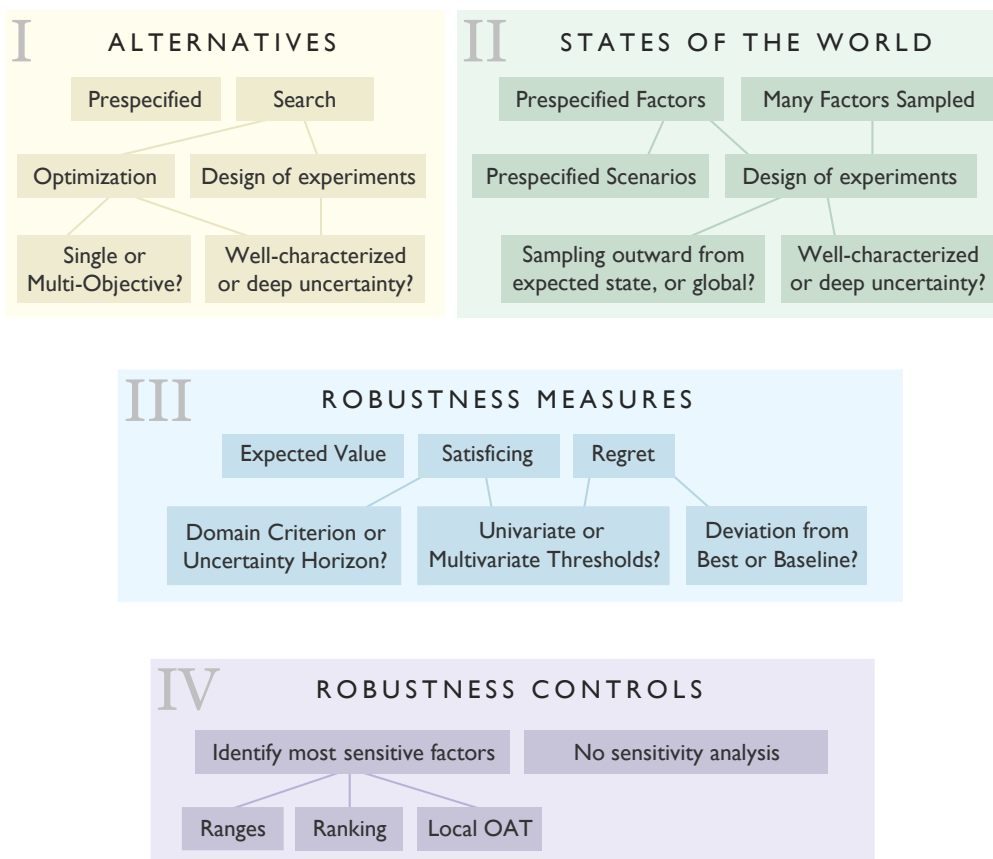 I
ALTERNATIVES
Prespecified
Search
Optimization
Design of experiments
Single or
Multi-Objective?
Well-characterized
or deep uncertainty?
II
STATES OF THE WORLD
Prespecified Factors
Many Factors Sampled
Prespecified Scenarios
Design of experiments
Sampling outward from
expected state, or global?
Well-characterized
or deep uncertainty?
III
ROBUSTNESS MEASURES
Expected Value
Satisficing
Regret
Domain Criterion or
Uncertainty Horizon?
Univariate or
Multivariate Thresholds?
Deviation from
Best or Baseline?
IV
ROBUSTNESS CONTROLS
Identify most sensitive factors
No sensitivity analysis
Ranges
Ranking
Local OAT